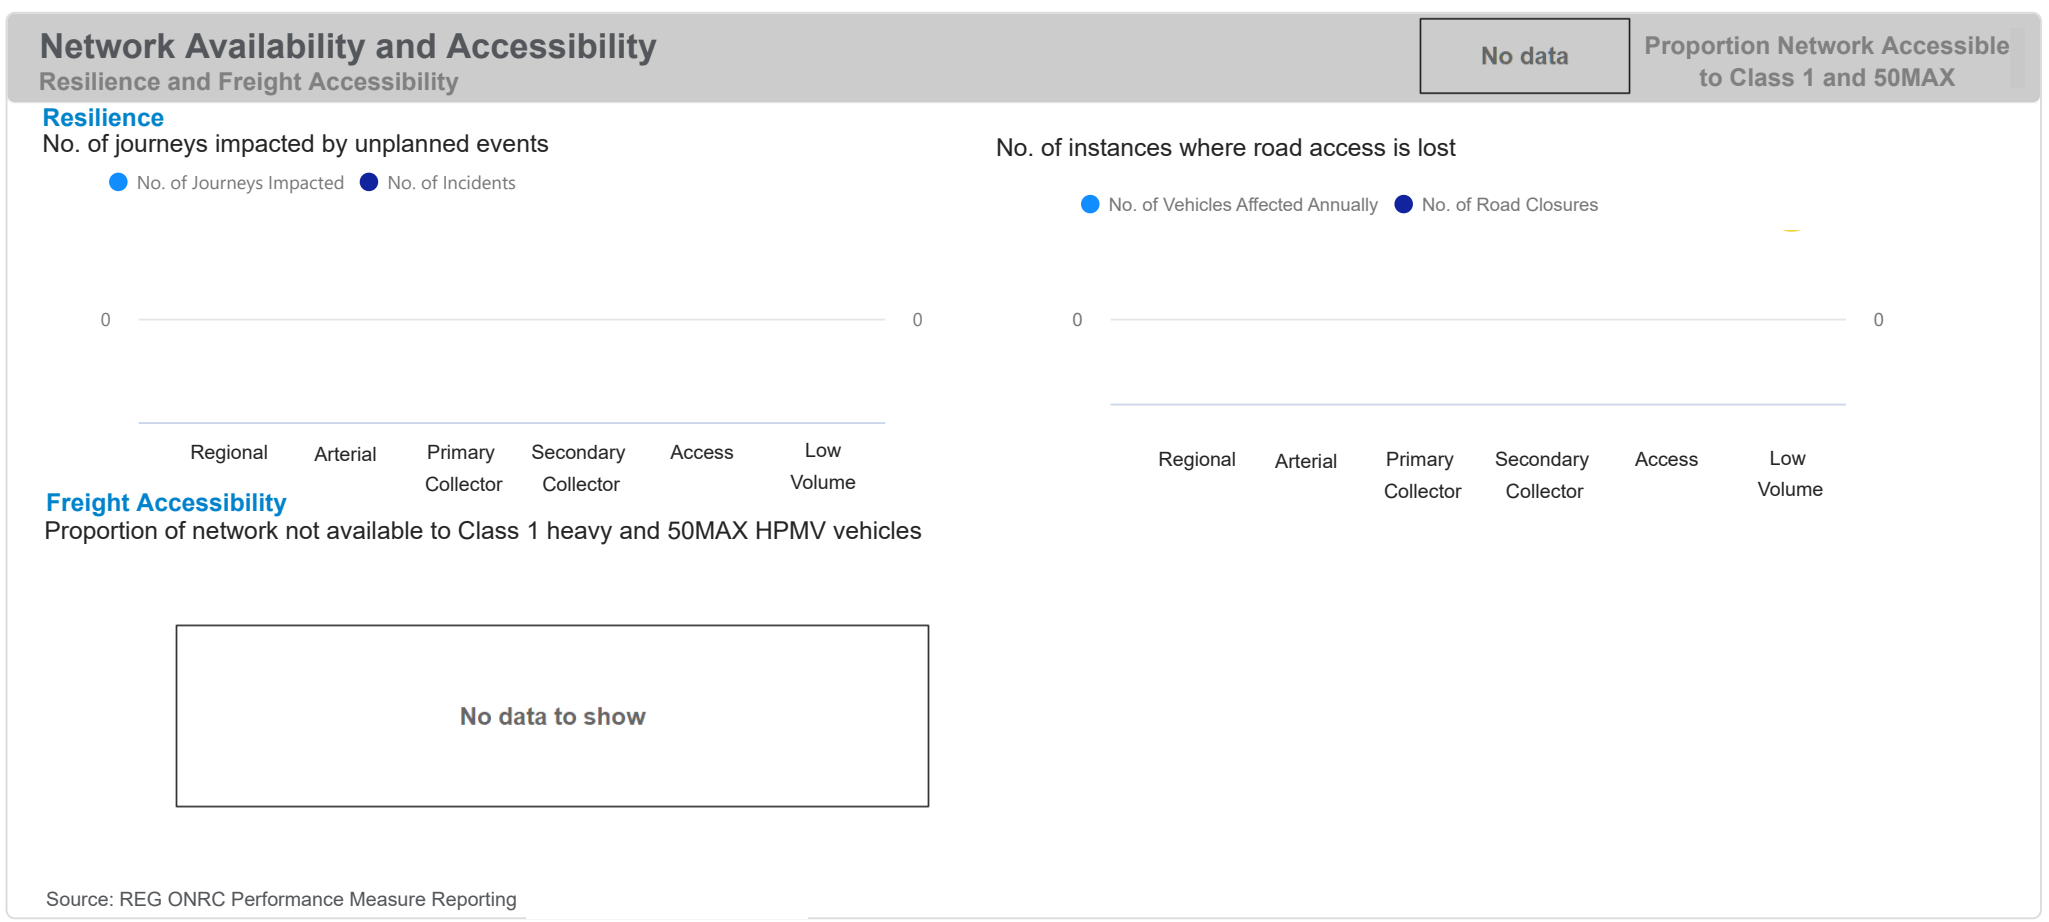 Network Availability and Accessibility
Resilience and Freight Accessibility
No data
Proportion Network Accessible
to Class 1 and 50MAX
Resilience
No. of journeys impacted by unplanned events
No. of Journeys Impacted No. of Incidents
0 0
Regional Arterial Primary Secondary Access Low
Collector Collector Volume
No. of instances where road access is lost
No. of Vehicles Affected Annually No. of Road Closures
0 0
Regional Arterial Primary Secondary Access Low
Collector Collector Volume
Freight Accessibility
Proportion of network not available to Class 1 heavy and 50MAX HPMV vehicles
No data to show
Source: REG ONRC Performance Measure Reporting